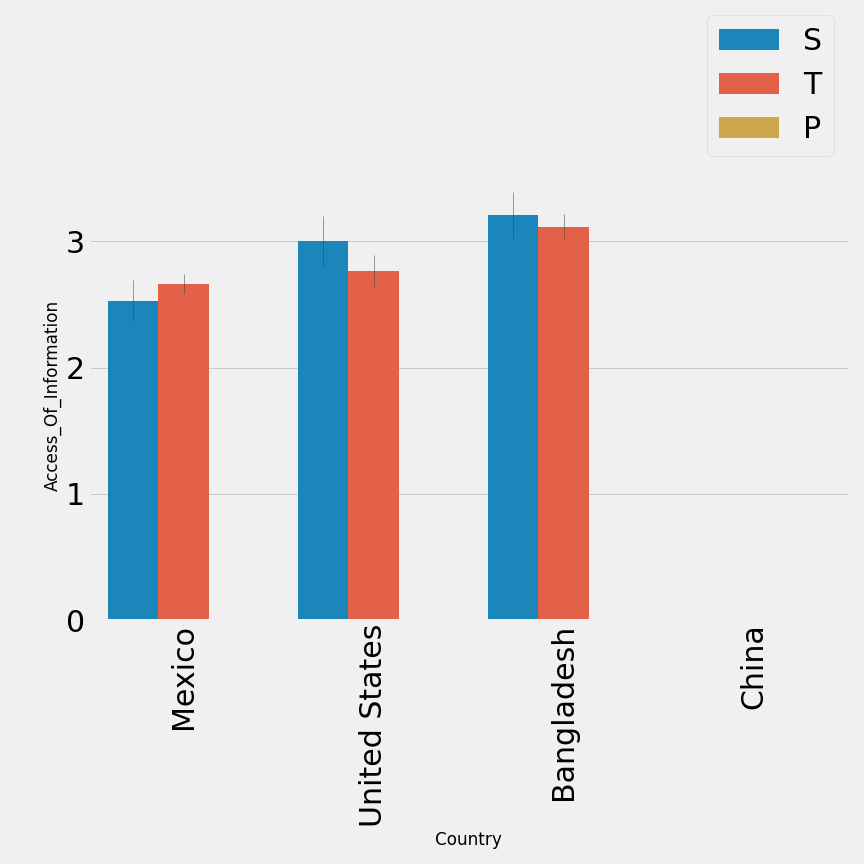 S
T
P
3
2
1
0
Access_Of_Information
Mexico
United States
Bangladesh
China
Country